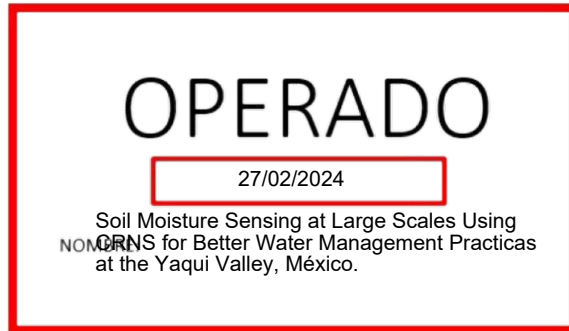 OPERADO
27/02/2024
Soil Moisture Sensing at Large Scales Using
NOMBRE: CRNS for Better Water Management Practicas
at the Yaqui Valley, México.